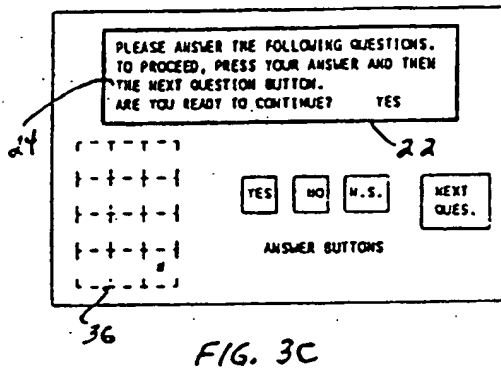 PLEASE ANSWER THE FOLLOWING QUESTIONS.
TO PROCEED, PRESS YOUR ANSWER AND THEN
THE NEXT QUESTION BUTTON.
ARE YOU READY TO CONTINUE? YES
24
22
YES NO N.S. NEXT QUES.
ANSWER BUTTONS
36
FIG. 3C